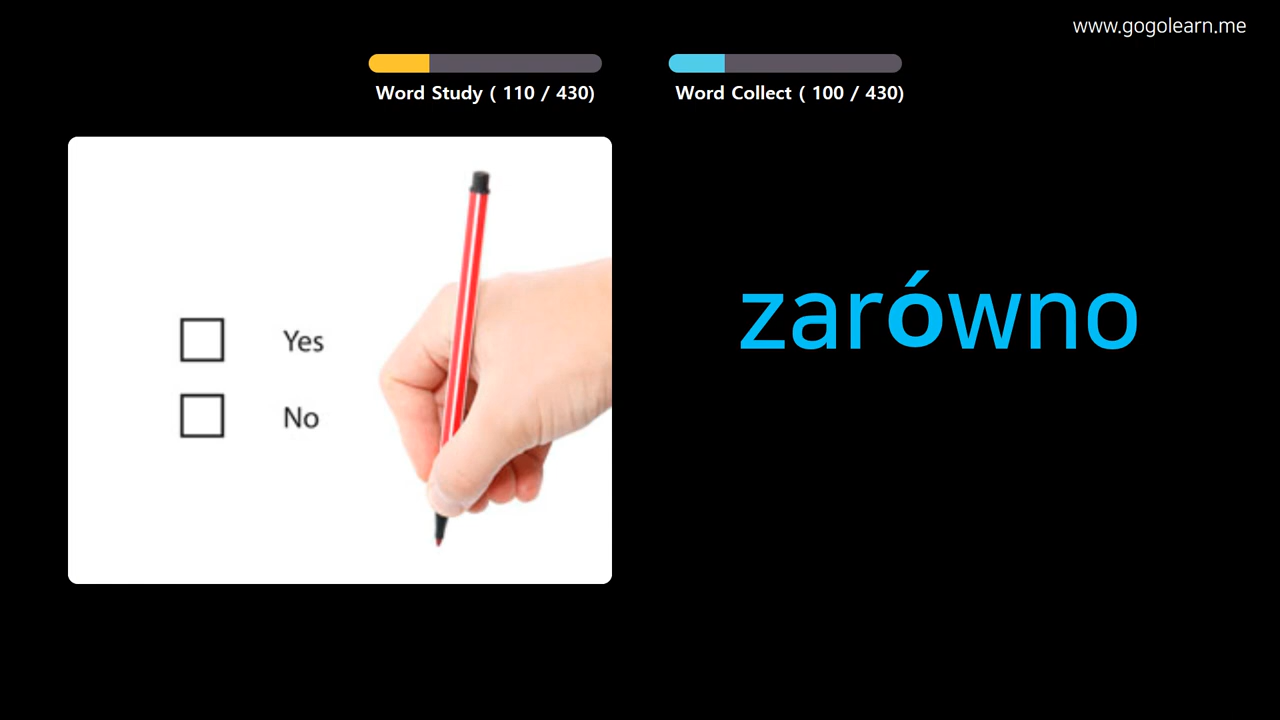 www.gogolearn.me
Word Study ( 110 / 430)
Word Collect ( 100 / 430)
Yes
No
zarówno